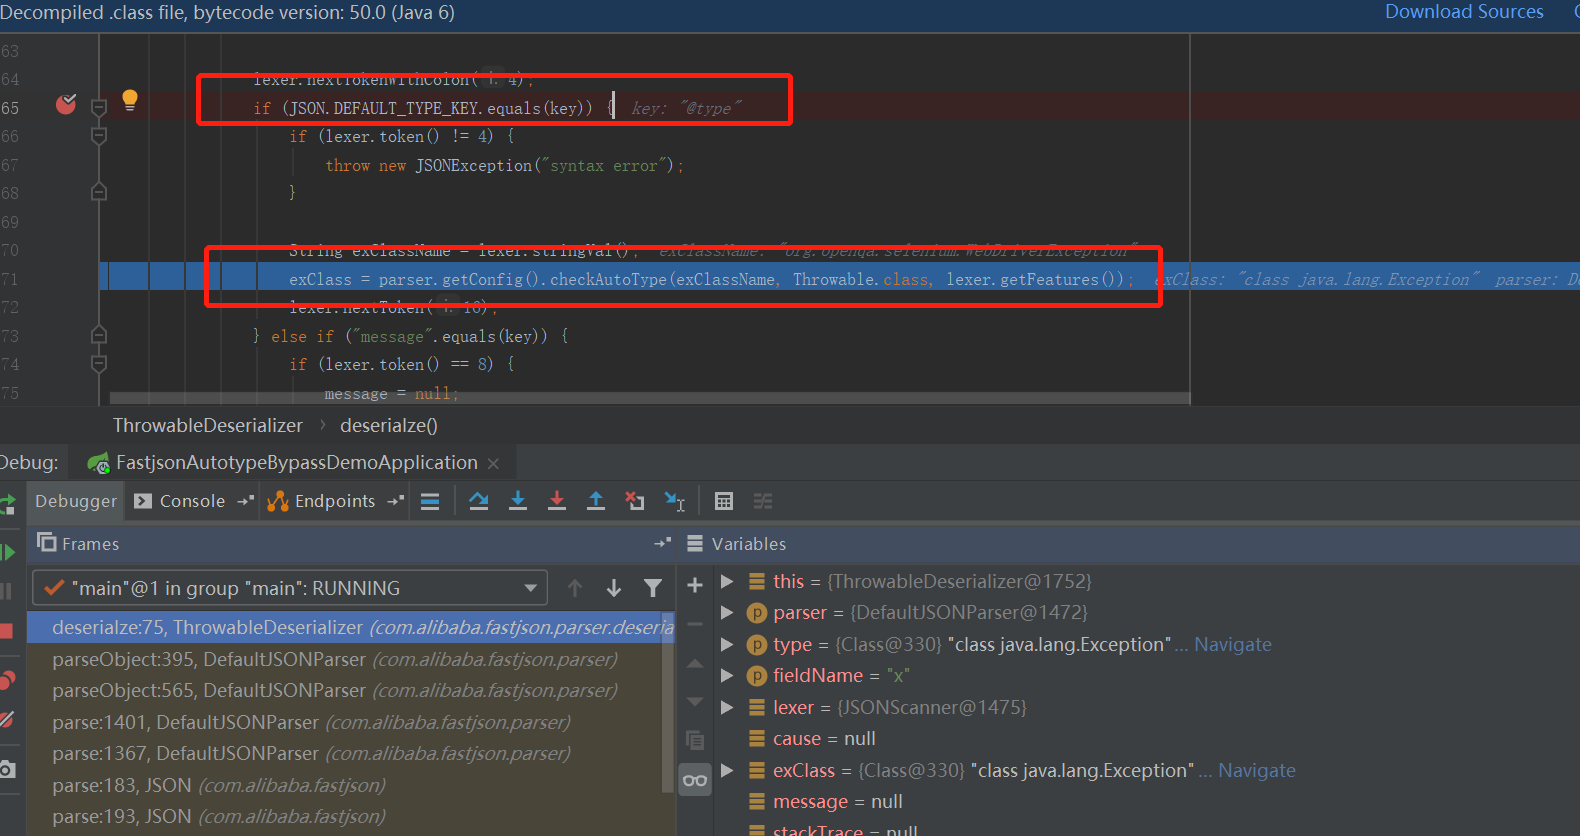 Decompiled .class file, bytecode version: 50.0 (Java 6)
Download Sources
63
64 lexer.nextTokenWithColon( i: 4);
65 if (JSON.DEFAULT_TYPE_KEY.equals(key)) { key: "@type"
66 if (lexer.token() != 4) {
67 throw new JSONException("syntax error");
68 }
69
70 String exClassName = lexer.stringVal(); exClassName: "org.openqa.selenium.WebDriverException"
71 exClass = parser.getConfig().checkAutoType(exClassName, Throwable.class, lexer.getFeatures()); exClass: "class java.lang.Exception" parser: De
72 lexer.nextToken( i: 16);
73 } else if ("message".equals(key)) {
74 if (lexer.token() == 8) {
75 message = null;
ThrowableDeserializer › deserialze()
Debug: FastjsonAutotypeBypassDemoApplication
Debugger Console Endpoints
Frames
Variables
"main"@1 in group "main": RUNNING
deserialze:75, ThrowableDeserializer (com.alibaba.fastjson.parser.deseria
parseObject:395, DefaultJSONParser (com.alibaba.fastjson.parser)
parseObject:565, DefaultJSONParser (com.alibaba.fastjson.parser)
parse:1401, DefaultJSONParser (com.alibaba.fastjson.parser)
parse:1367, DefaultJSONParser (com.alibaba.fastjson.parser)
parse:183, JSON (com.alibaba.fastjson)
parse:193, JSON (com.alibaba.fastjson)
this = {ThrowableDeserializer@1752}
parser = {DefaultJSONParser@1472}
type = {Class@330} "class java.lang.Exception" ... Navigate
fieldName = "x"
lexer = {JSONScanner@1475}
cause = null
exClass = {Class@330} "class java.lang.Exception" ... Navigate
message = null
stackTrace = null